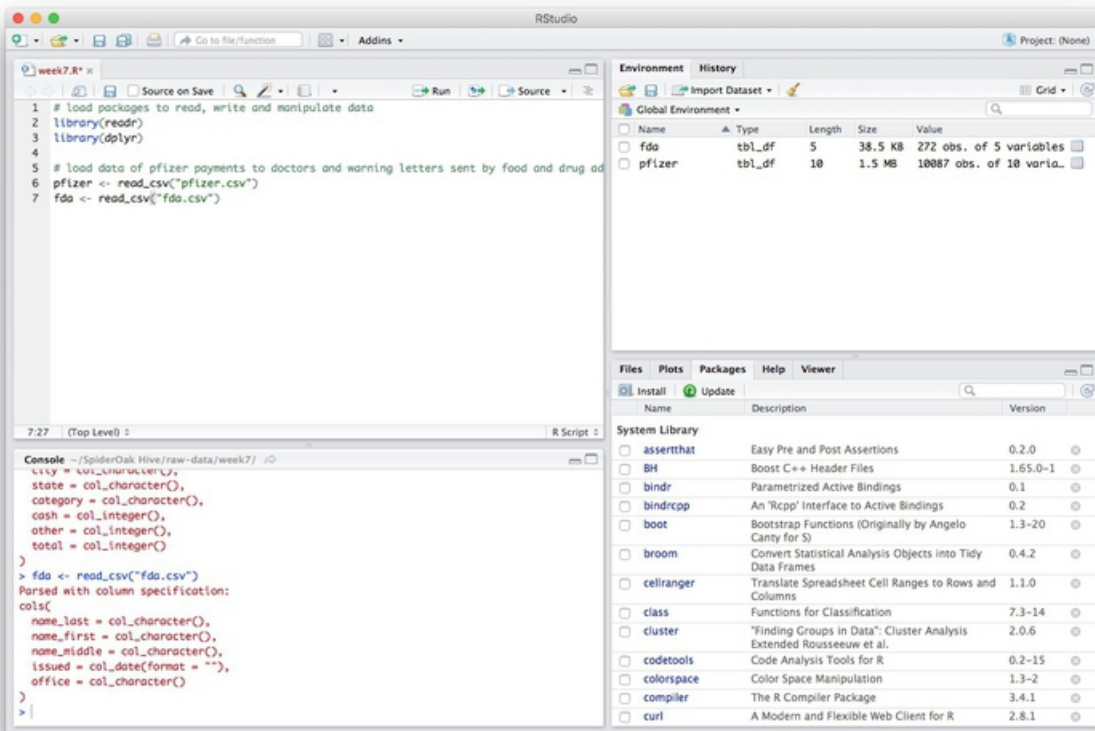 RStudio
Go to file/function
Addins
Project: (None)
week7.R*
Source on Save
Run
Source
1 # load packages to read, write and manipulate data
2 library(readr)
3 library(dplyr)
4
5 # load data of pfizer payments to doctors and warning letters sent by food and drug ad
6 pfizer <- read_csv("pfizer.csv")
7 fda <- read_csv("fda.csv")
7:27 (Top Level) R Script
Console ~/SpiderOak Hive/raw-data/week7/
city = col_character(),
state = col_character(),
category = col_character(),
cash = col_integer(),
other = col_integer(),
total = col_integer()
)
> fda <- read_csv("fda.csv")
Parsed with column specification:
cols(
name_last = col_character(),
name_first = col_character(),
name_middle = col_character(),
issued = col_date(format = ""),
office = col_character()
)
>
Environment History
Import Dataset
Grid
Global Environment
Name Type Length Size Value
fda tbl_df 5 38.5 KB 272 obs. of 5 variables
pfizer tbl_df 10 1.5 MB 10087 obs. of 10 varia…
Files Plots Packages Help Viewer
Install Update
Name Description Version
System Library
assertthat Easy Pre and Post Assertions 0.2.0
BH Boost C++ Header Files 1.65.0-1
bindr Parametrized Active Bindings 0.1
bindrcpp An 'Rcpp' Interface to Active Bindings 0.2
boot Bootstrap Functions (Originally by Angelo 1.3-20
Canty for S)
broom Convert Statistical Analysis Objects into Tidy 0.4.2
Data Frames
cellranger Translate Spreadsheet Cell Ranges to Rows and 1.1.0
Columns
class Functions for Classification 7.3-14
cluster "Finding Groups in Data": Cluster Analysis 2.0.6
Extended Rousseeuw et al.
codetools Code Analysis Tools for R 0.2-15
colorspace Color Space Manipulation 1.3-2
compiler The R Compiler Package 3.4.1
curl A Modern and Flexible Web Client for R 2.8.1